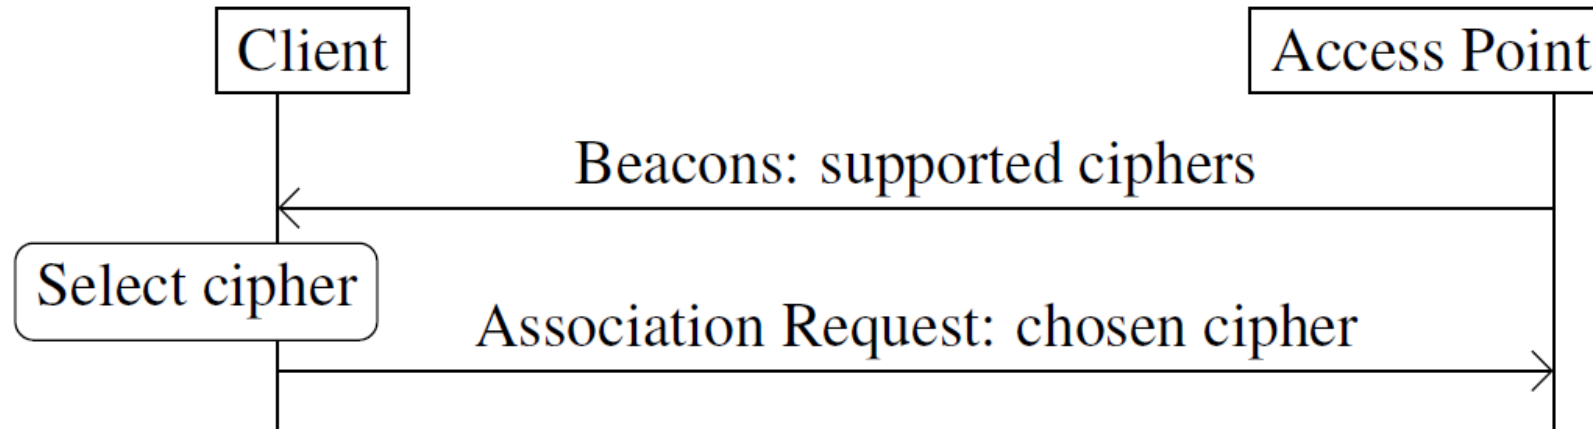 Client
Access Point
Beacons: supported ciphers
Select cipher
Association Request: chosen cipher